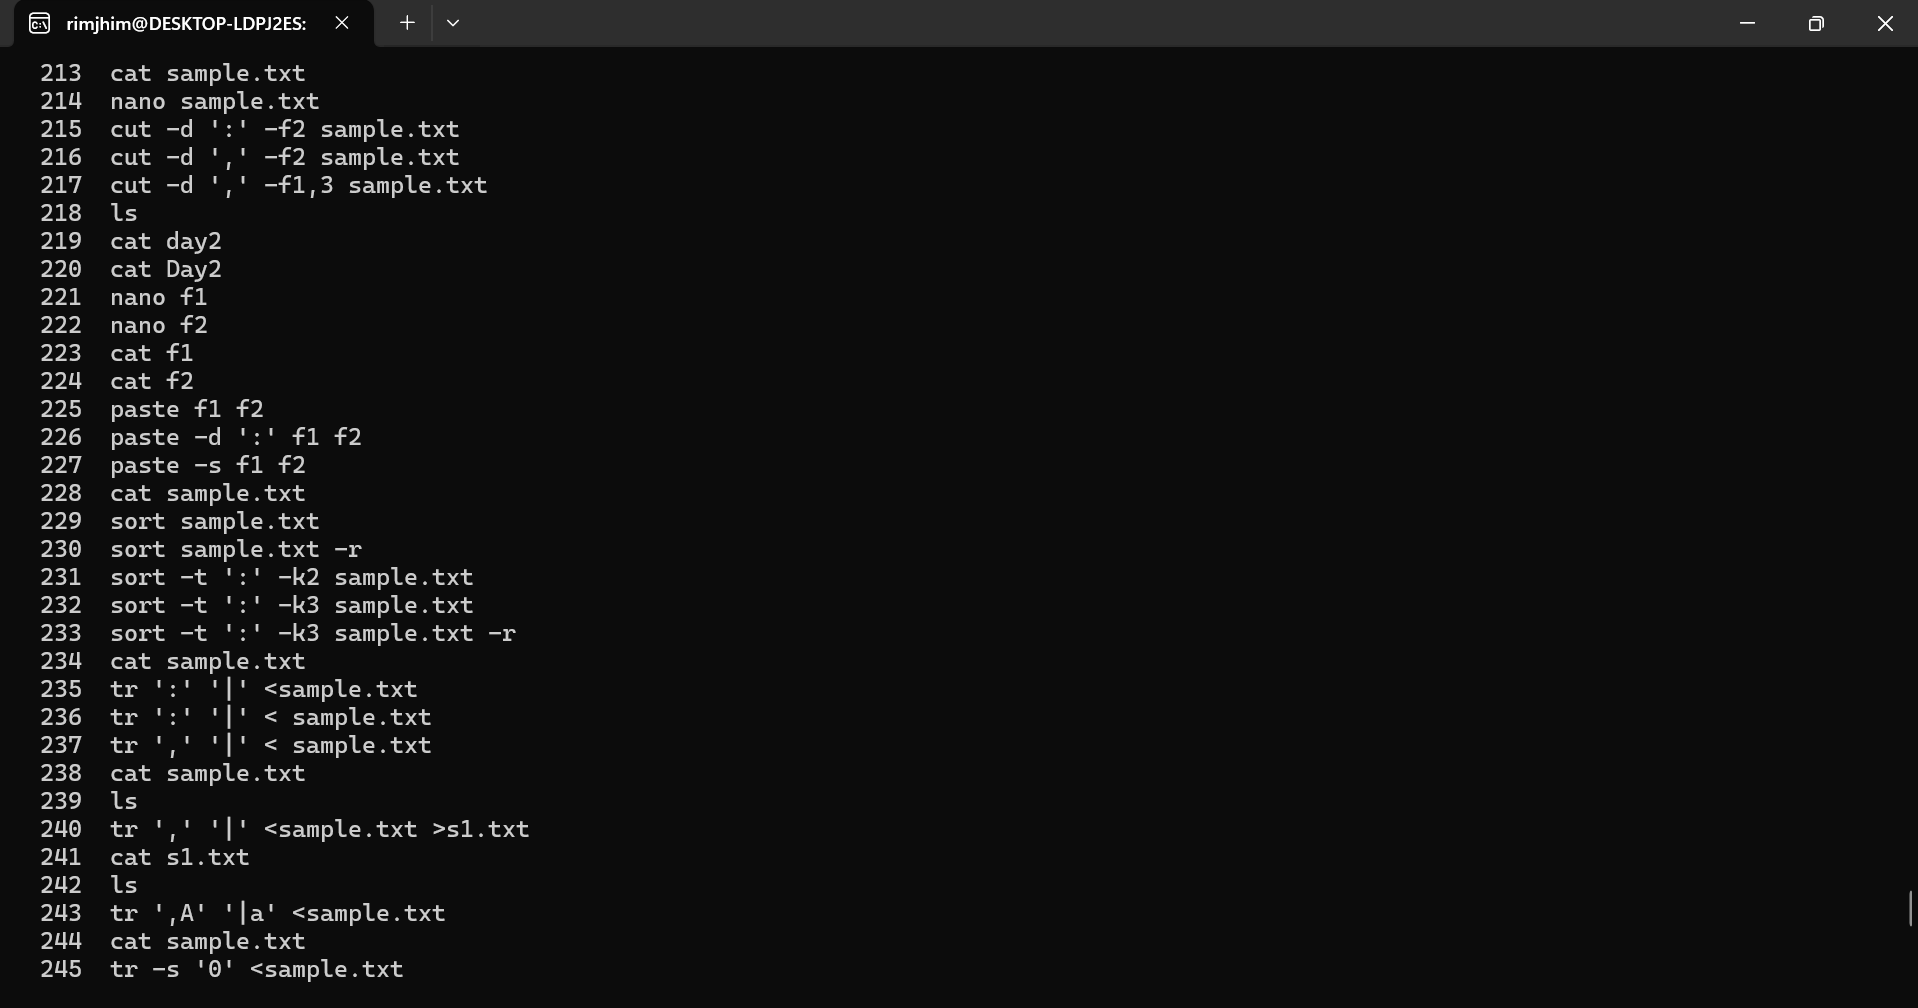 rimjhim@DESKTOP-LDPJ2ES:
213 cat sample.txt
214 nano sample.txt
215 cut -d ':' -f2 sample.txt
216 cut -d ',' -f2 sample.txt
217 cut -d ',' -f1,3 sample.txt
218 ls
219 cat day2
220 cat Day2
221 nano f1
222 nano f2
223 cat f1
224 cat f2
225 paste f1 f2
226 paste -d ':' f1 f2
227 paste -s f1 f2
228 cat sample.txt
229 sort sample.txt
230 sort sample.txt -r
231 sort -t ':' -k2 sample.txt
232 sort -t ':' -k3 sample.txt
233 sort -t ':' -k3 sample.txt -r
234 cat sample.txt
235 tr ':' '|' <sample.txt
236 tr ':' '|' < sample.txt
237 tr ',' '|' < sample.txt
238 cat sample.txt
239 ls
240 tr ',' '|' <sample.txt >s1.txt
241 cat s1.txt
242 ls
243 tr ',A' '|a' <sample.txt
244 cat sample.txt
245 tr -s '0' <sample.txt